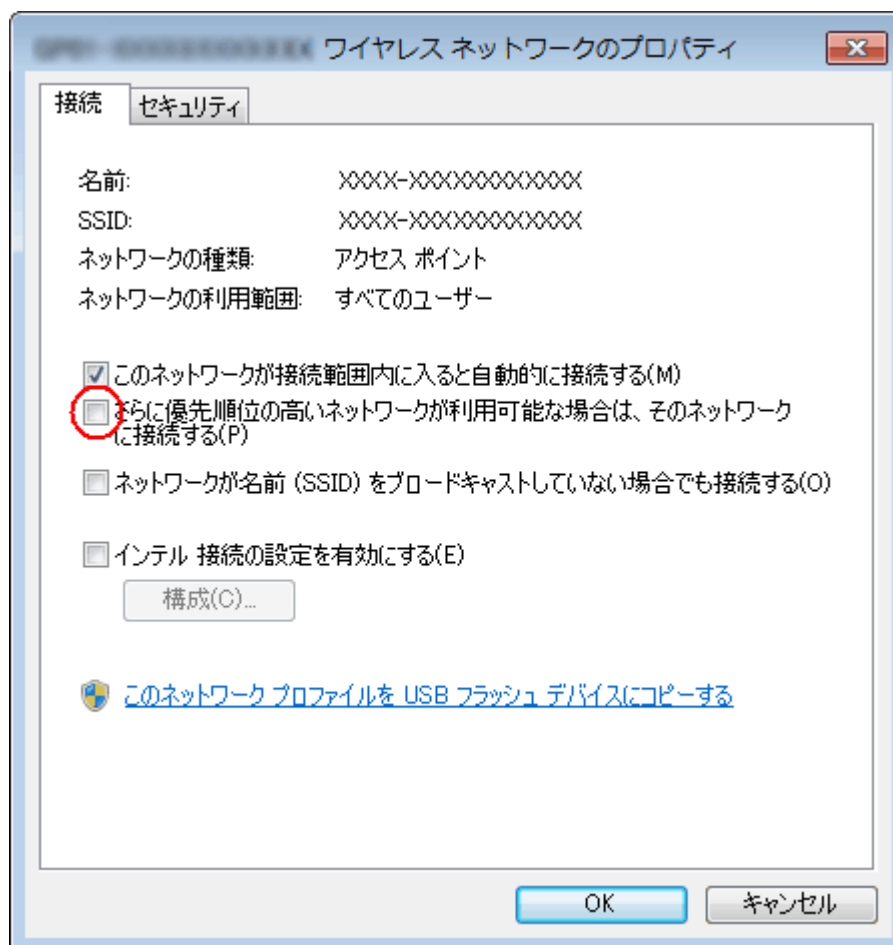 ワイヤレス ネットワークのプロパティ
接続 セキュリティ
名前: XXXX-XXXXXXXXXXXX
SSID: XXXX-XXXXXXXXXXXX
ネットワークの種類: アクセス ポイント
ネットワークの利用範囲: すべてのユーザー
このネットワークが接続範囲内に入ると自動的に接続する(M)
さらに優先順位の高いネットワークが利用可能な場合は、そのネットワーク
に接続する(P)
ネットワークが名前 (SSID) をブロードキャストしていない場合でも接続する(O)
インテル 接続の設定を有効にする(E)
構成(C)...
このネットワーク プロファイルを USB フラッシュ デバイスにコピーする
OK キャンセル